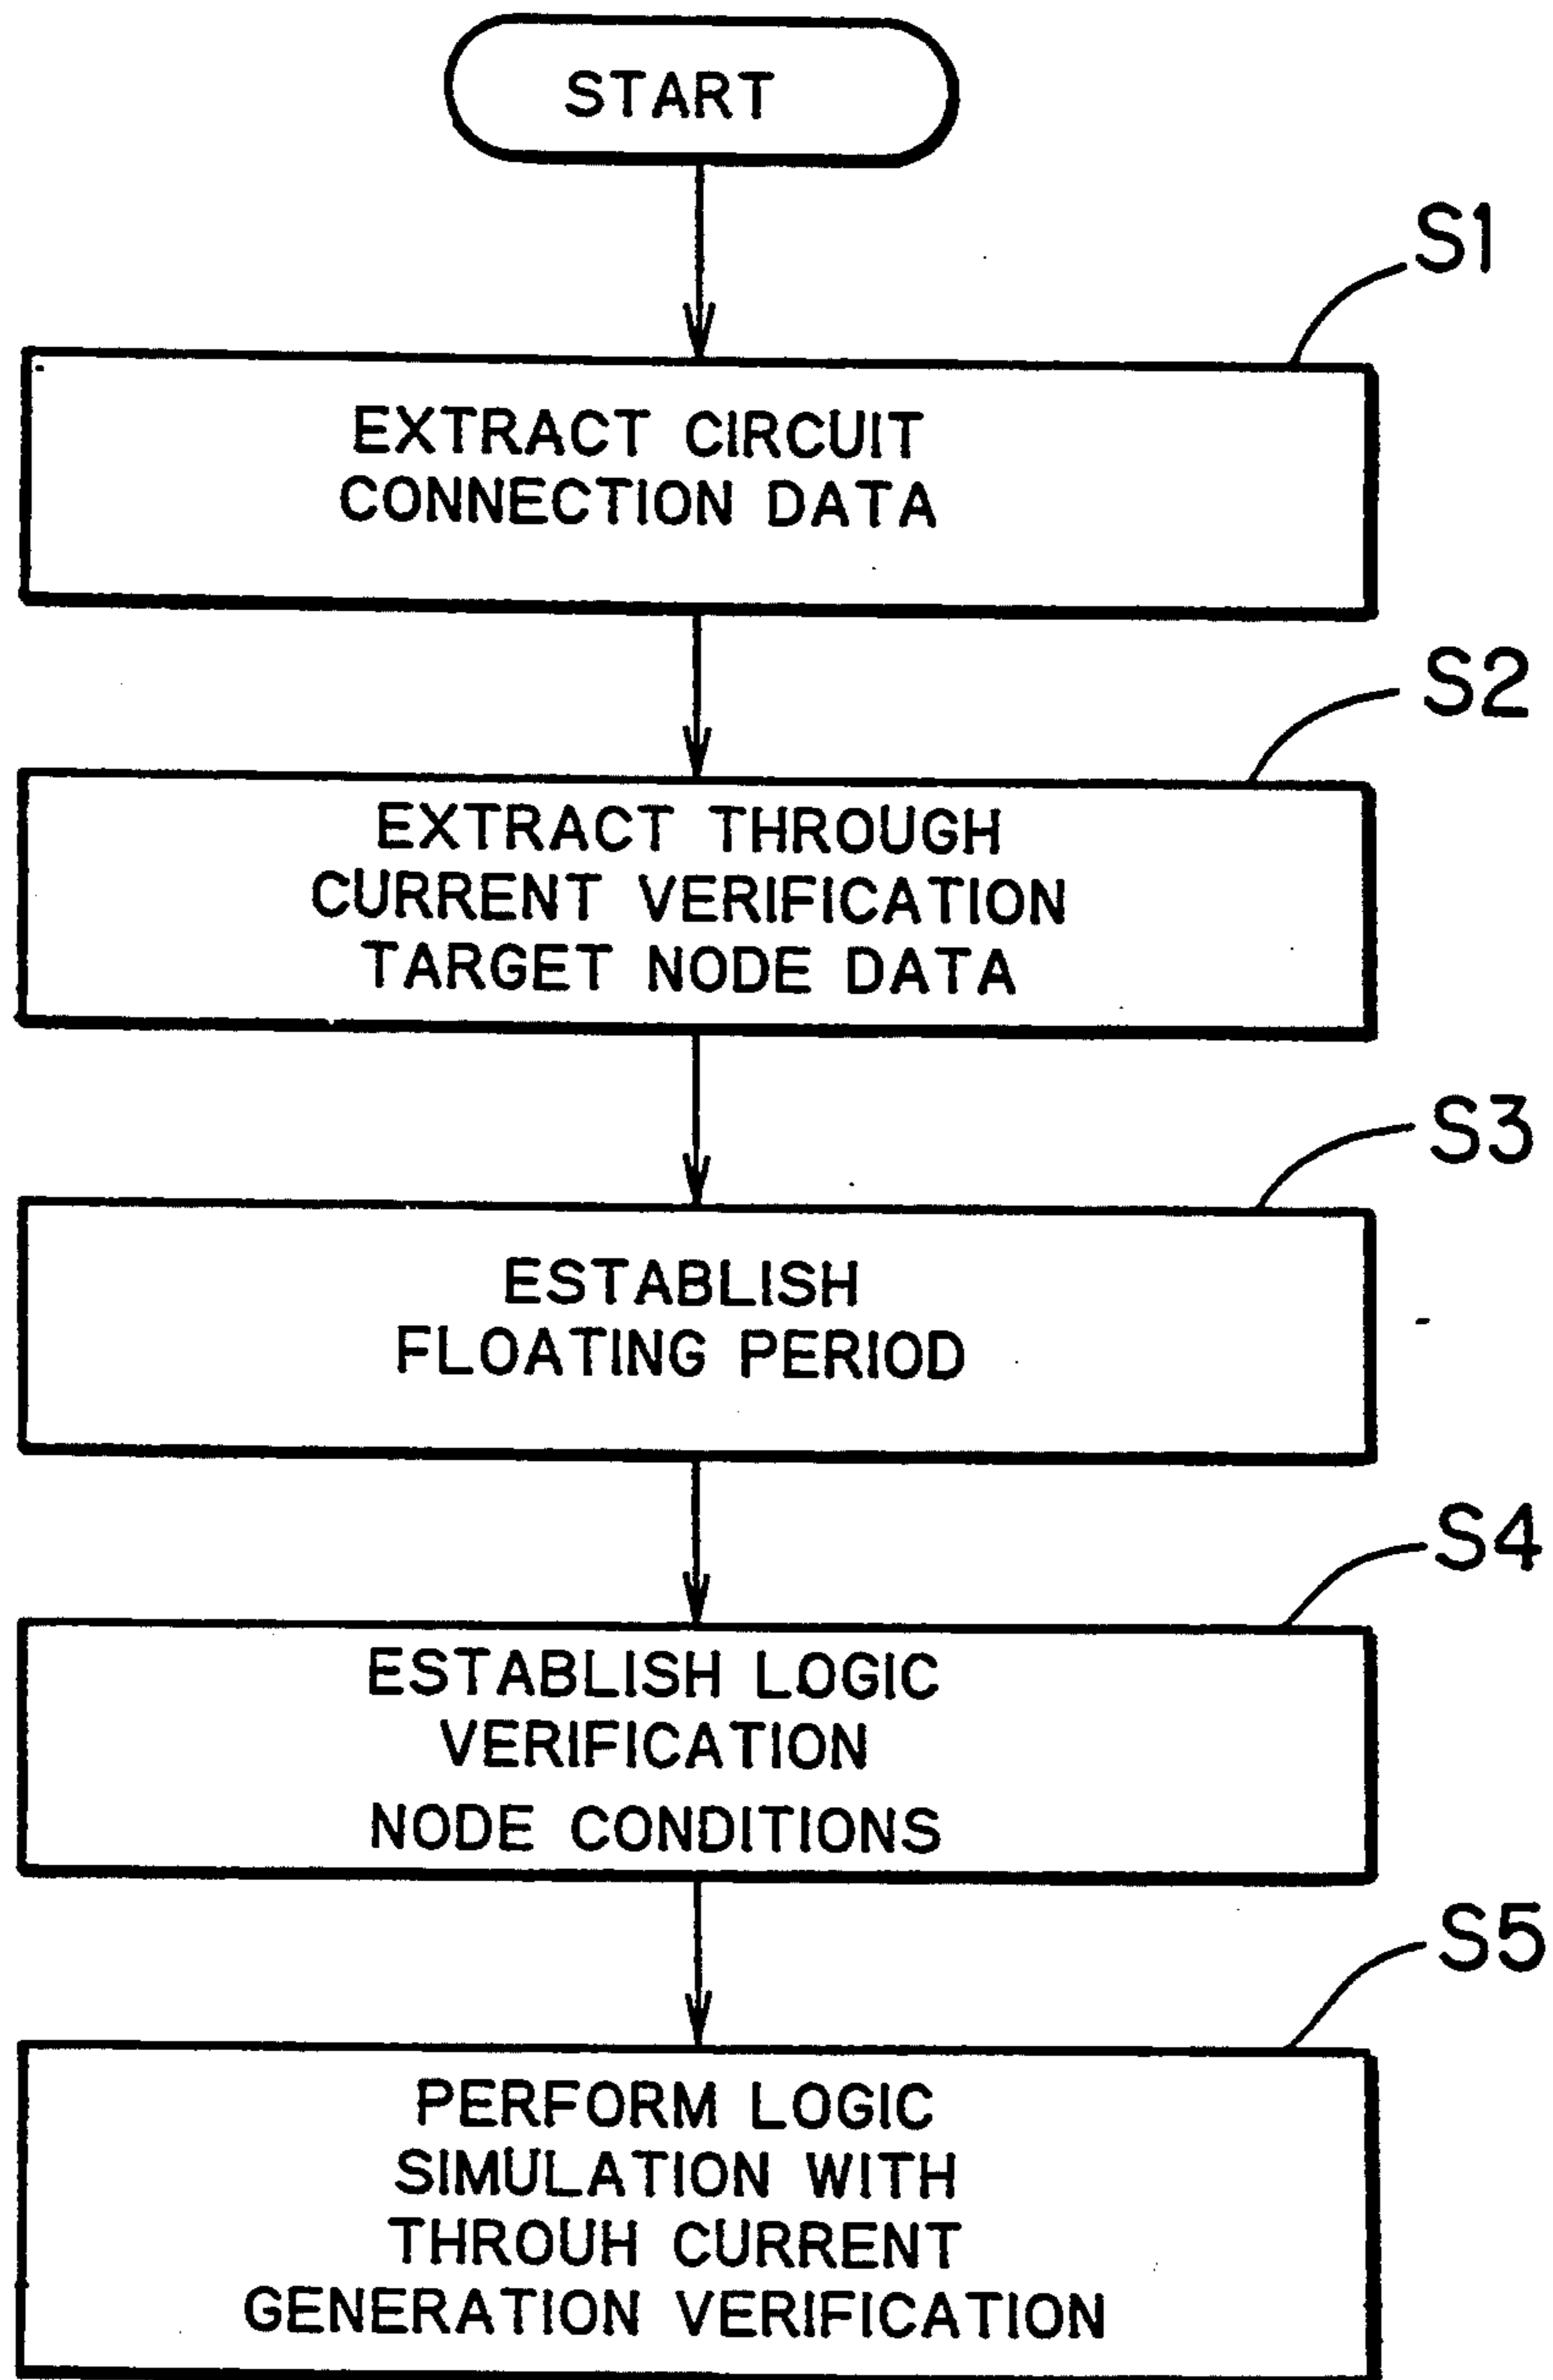 START
S1
EXTRACT CIRCUIT
CONNECTION DATA
S2
EXTRACT THROUGH
CURRENT VERIFICATION
TARGET NODE DATA
S3
ESTABLISH
FLOATING PERIOD
S4
ESTABLISH LOGIC
VERIFICATION
NODE CONDITIONS
S5
PERFORM LOGIC
SIMULATION WITH
THROUH CURRENT
GENERATION VERIFICATION